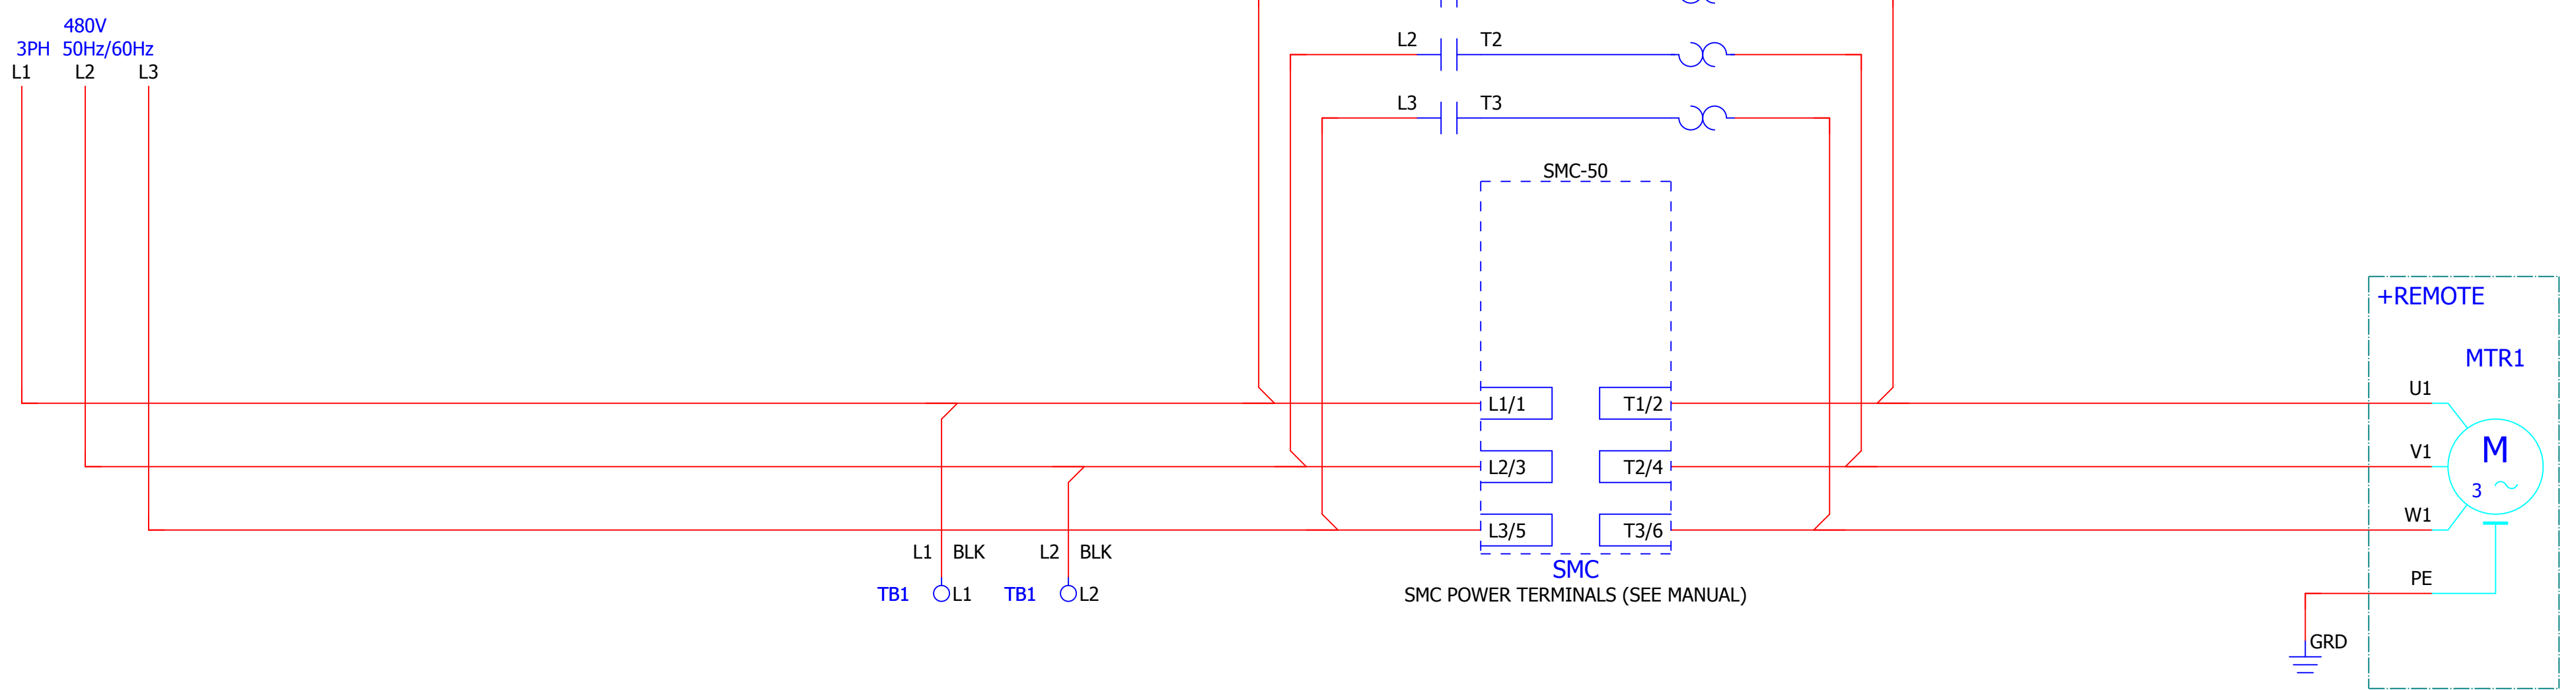 480V
3PH 50Hz/60Hz
L1 L2 L3
L2 T2
L3 T3
SMC-50
+REMOTE
MTR1
U1
L1/1 T1/2
V1
M
L2/3 T2/4
3
W1
L3/5 T3/6
L1 BLK L2 BLK
SMC
PE
TB1 L1 TB1 L2
SMC POWER TERMINALS (SEE MANUAL)
GRD